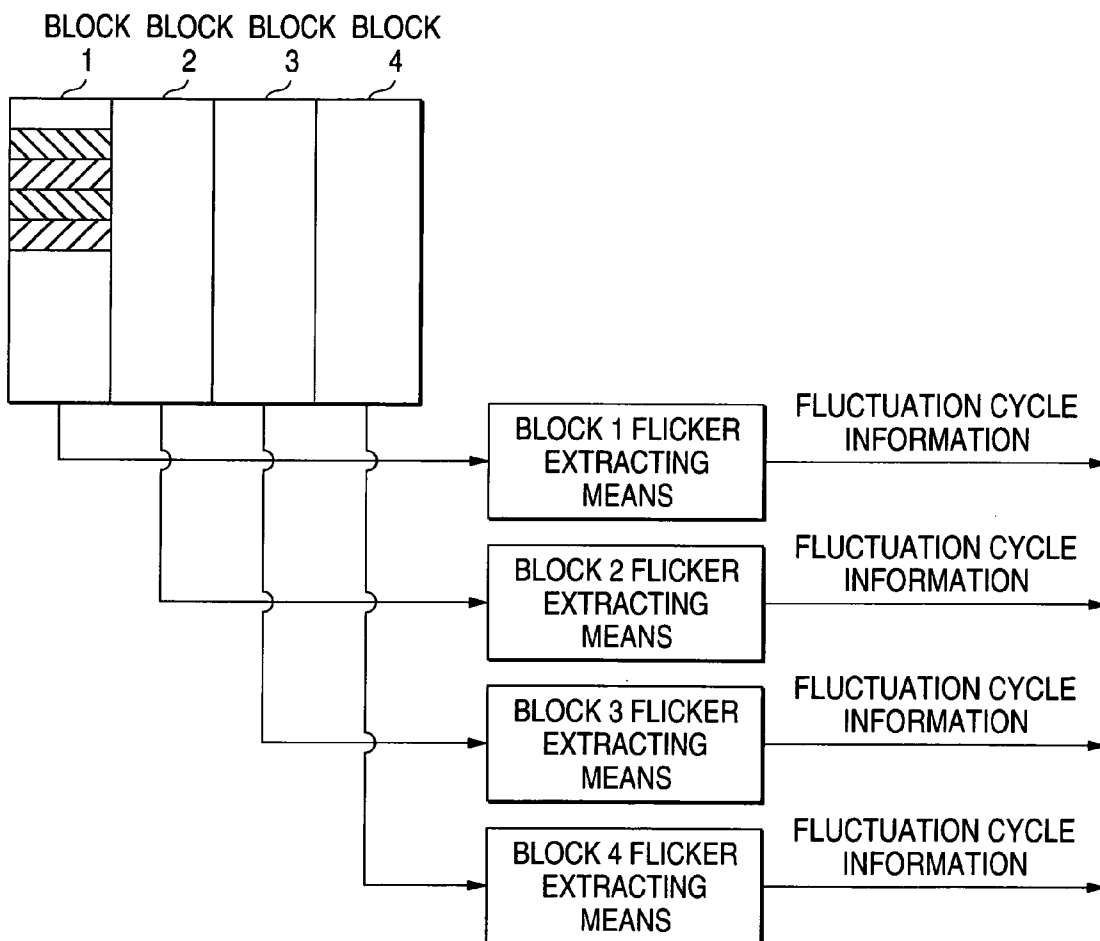 BLOCK BLOCK BLOCK BLOCK
1 2 3 4
FLUCTUATION CYCLE
INFORMATION
BLOCK 1 FLICKER
EXTRACTING
MEANS
FLUCTUATION CYCLE
INFORMATION
BLOCK 2 FLICKER
EXTRACTING
MEANS
FLUCTUATION CYCLE
INFORMATION
BLOCK 3 FLICKER
EXTRACTING
MEANS
FLUCTUATION CYCLE
INFORMATION
BLOCK 4 FLICKER
EXTRACTING
MEANS